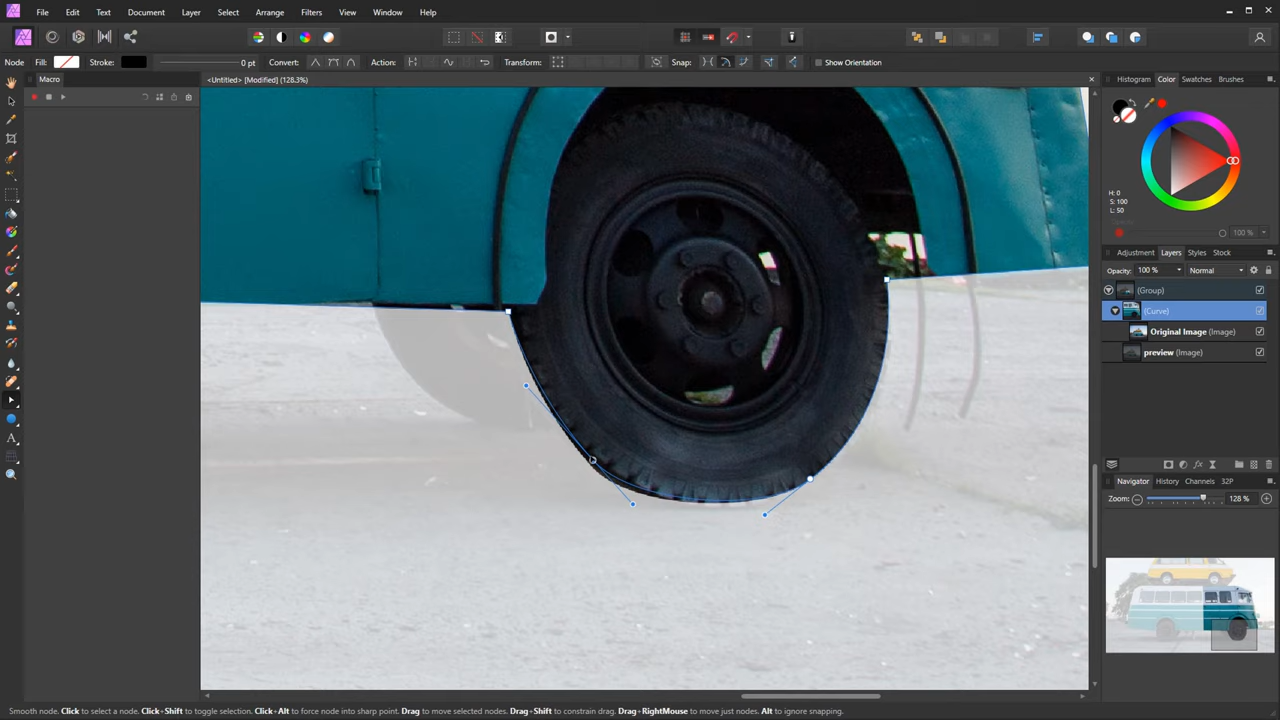 File Edit Text Document Layer Select Arrange Filters View Window Help
Node Fill: Stroke: 0 pt Convert: Action: Transform: Snap: Show Orientation
Macro
<Untitled> [Modified] (128.3%)
Histogram Color Swatches Brushes
H: 0
S: 100
L: 50
100 %
Adjustment Layers Styles Stock
Opacity: 100 % Normal
(Group)
(Curve)
Original Image (Image)
preview (Image)
Navigator History Channels 32P
Zoom: 128 %
Smooth node. Click to select a node. Click+Shift to toggle selection. Click+Alt to force node into sharp point. Drag to move selected nodes. Drag+Shift to constrain drag. Drag+RightMouse to move just nodes. Alt to ignore snapping.